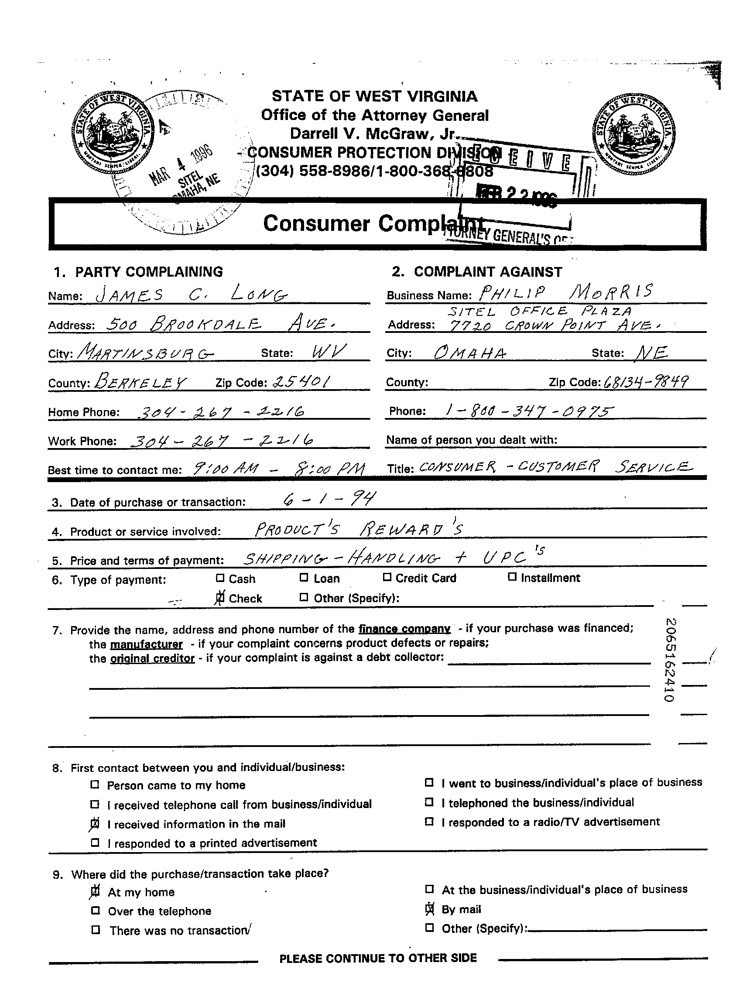 STATE OF WEST VIRGINIA
Office of the Attorney General
Darrell V. McGraw, Jr.
CONSUMER PROTECTION DIVISION
(304) 558-8986/1-800-368-8808
STATE OF WEST VIRGINIA
MONTANI SEMPER LIBERI
MAR 4 1996
SITEL
OMAHA, NE
FEB 22 1996
GENERAL'S
STATE OF WEST VIRGINIA
MONTANI SEMPER LIBERI
Consumer Complaint
1. PARTY COMPLAINING
Name: JAMES C. LONG
Address: 500 BROOKDALE AVE.
City: MARTINSBURG State: WV
County: BERKELEY Zip Code: 25401
Home Phone: 304-267-2216
Work Phone: 304-267-2216
Best time to contact me: 9:00 AM - 8:00 PM
2. COMPLAINT AGAINST
Business Name: PHILIP MORRIS
SITEL OFFICE PLAZA
Address: 7720 CROWN POINT AVE.
City: OMAHA State: NE
County: Zip Code: 68134-9849
Phone: 1-800-347-0975
Name of person you dealt with:
Title: CONSUMER - CUSTOMER SERVICE
3. Date of purchase or transaction: 6-1-94
4. Product or service involved: PRODUCT'S REWARD'S
5. Price and terms of payment: SHIPPING-HANDLING + UPC'S
6. Type of payment: Cash Loan Credit Card Installment
Check Other (Specify):
7. Provide the name, address and phone number of the finance company - if your purchase was financed;
the manufacturer - if your complaint concerns product defects or repairs;
the original creditor - if your complaint is against a debt collector:
2065162410
8. First contact between you and individual/business:
Person came to my home
I received telephone call from business/individual
I received information in the mail
I responded to a printed advertisement
I went to business/individual's place of business
I telephoned the business/individual
I responded to a radio/TV advertisement
9. Where did the purchase/transaction take place?
At my home
Over the telephone
There was no transaction
At the business/individual's place of business
By mail
Other (Specify):
PLEASE CONTINUE TO OTHER SIDE